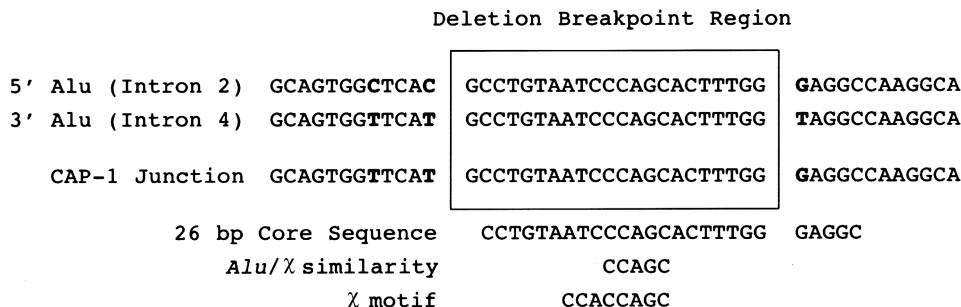 Deletion Breakpoint Region
5′ Alu (Intron 2) GCAGTGGCTCAC GCCTGTAATCCCAGCACTTTGG GAGGCCAAGGCA
3′ Alu (Intron 4) GCAGTGGTTCAT GCCTGTAATCCCAGCACTTTGG TAGGCCAAGGCA
CAP-1 Junction GCAGTGGTTCAT GCCTGTAATCCCAGCACTTTGG GAGGCCAAGGCA
26 bp Core Sequence CCTGTAATCCCAGCACTTTGG GAGGC
Alu/χ similarity CCAGC
χ motif CCACCAGC